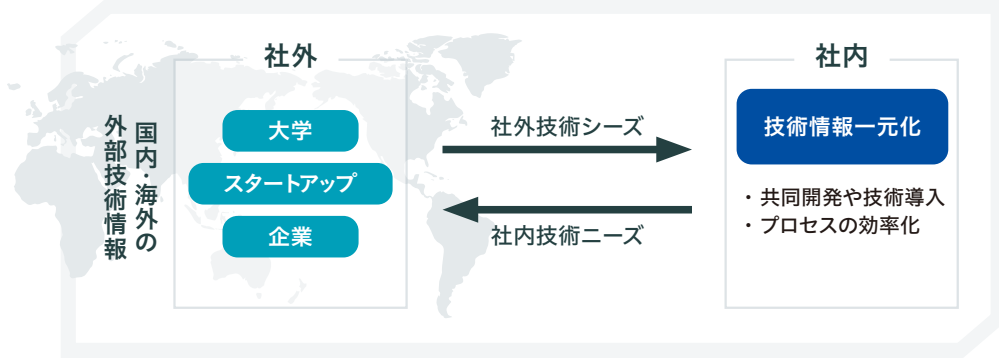 国内・海外の
外部技術情報
社外
大学
スタートアップ
企業
社外技術シーズ
社内技術ニーズ
社内
技術情報一元化
・共同開発や技術導入
・プロセスの効率化